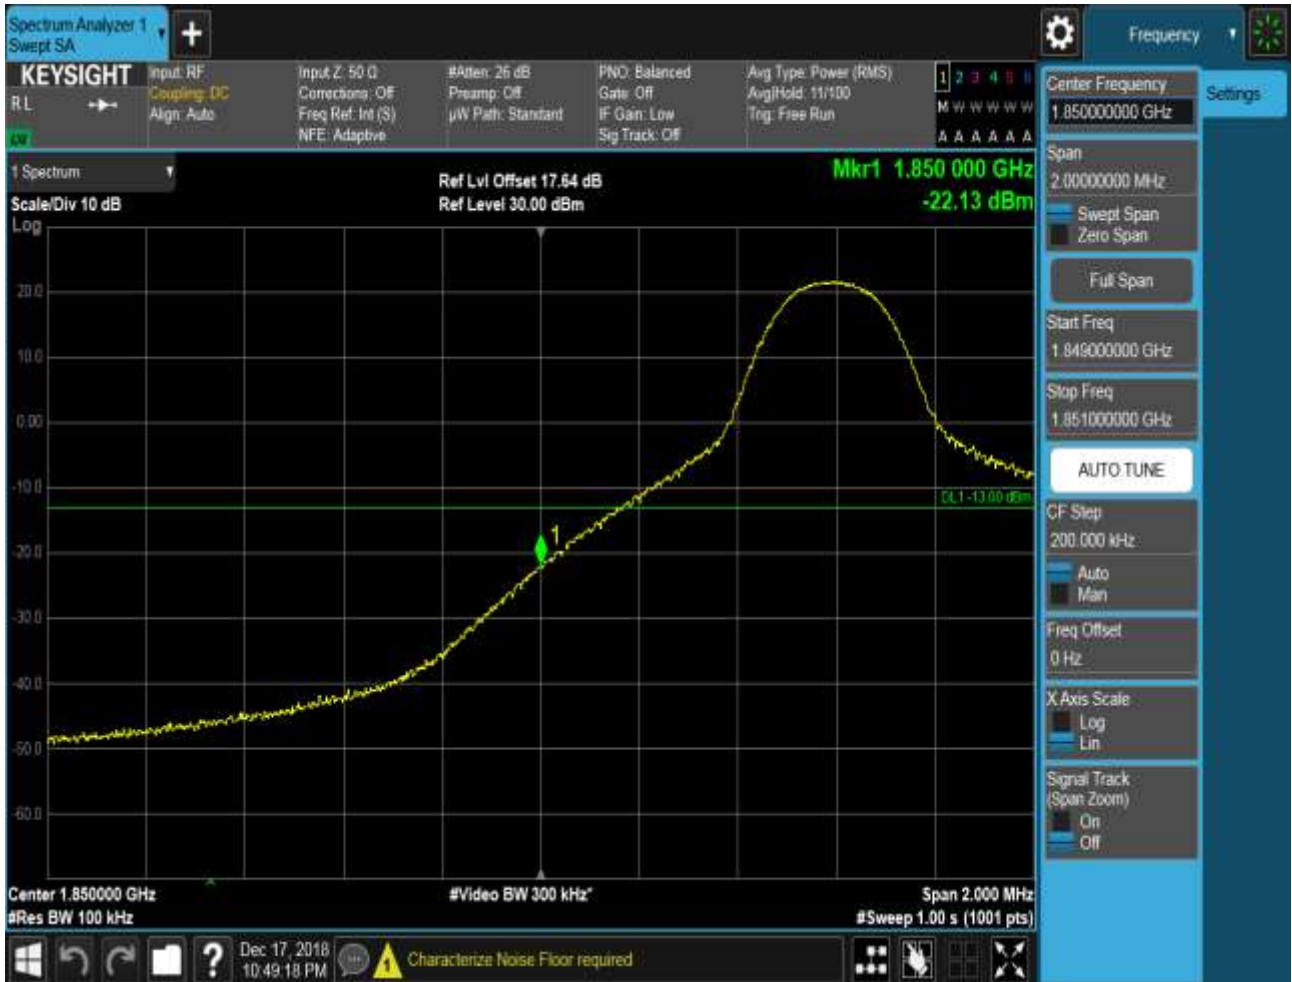 Spectrum Analyzer 1
Swept SA
+
Frequency
KEYSIGHT
R L
Input: RF
Coupling: DC
Align: Auto
Input Z: 50 Ω
Corrections: Off
Freq Ref: Int (S)
NFE: Adaptive
#Atten: 26 dB
Preamp: Off
µW Path: Standard
PNO: Balanced
Gate: Off
IF Gain: Low
Sig Track: Off
Avg Type: Power (RMS)
Avg|Hold: 11/100
Trig: Free Run
1 2 3 4 5 6
M W W W W W
A A A A A A
1 Spectrum
Scale/Div 10 dB
Log
Ref Lvl Offset 17.64 dB
Ref Level 30.00 dBm
Mkr1 1.850 000 GHz
-22.13 dBm
20.0
10.0
0.00
-10.0
-20.0
-30.0
-40.0
-50.0
-60.0
DL1 -13.00 dBm
1
Center 1.850000 GHz
#Res BW 100 kHz
#Video BW 300 kHz*
Span 2.000 MHz
#Sweep 1.00 s (1001 pts)
Center Frequency
1.850000000 GHz
Settings
Span
2.00000000 MHz
Swept Span
Zero Span
Full Span
Start Freq
1.849000000 GHz
Stop Freq
1.851000000 GHz
AUTO TUNE
CF Step
200.000 kHz
Auto
Man
Freq Offset
0 Hz
X Axis Scale
Log
Lin
Signal Track
(Span Zoom)
On
Off
?
Dec 17, 2018
10:49:18 PM
1
Characterize Noise Floor required